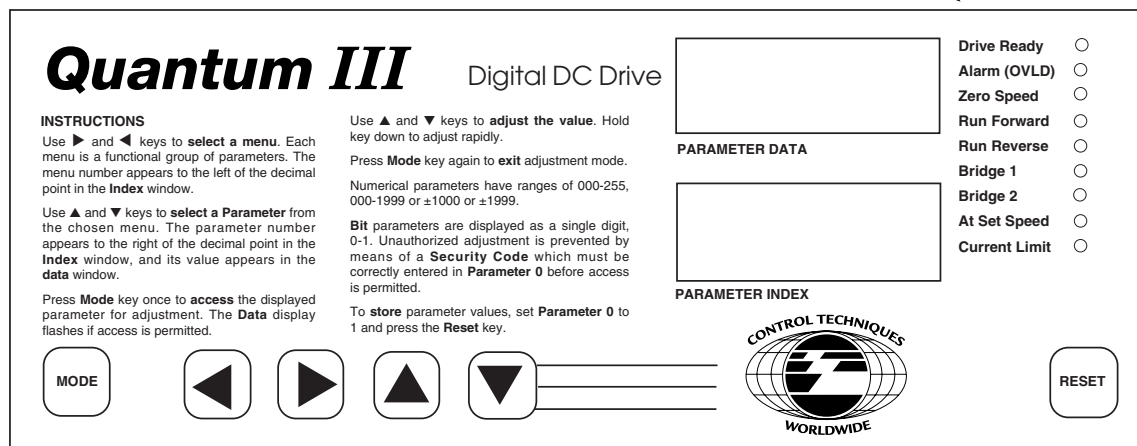 Quantum III
Digital DC Drive
INSTRUCTIONS
Use ▶ and ◀ keys to select a menu. Each
menu is a functional group of parameters. The
menu number appears to the left of the decimal
point in the Index window.
Use ▲ and ▼ keys to select a Parameter from
the chosen menu. The parameter number
appears to the right of the decimal point in the
Index window, and its value appears in the
data window.
Press Mode key once to access the displayed
parameter for adjustment. The Data display
flashes if access is permitted.
Use ▲ and ▼ keys to adjust the value. Hold
key down to adjust rapidly.
Press Mode key again to exit adjustment mode.
Numerical parameters have ranges of 000-255,
000-1999 or ±1000 or ±1999.
Bit parameters are displayed as a single digit,
0-1. Unauthorized adjustment is prevented by
means of a Security Code which must be
correctly entered in Parameter 0 before access
is permitted.
To store parameter values, set Parameter 0 to
1 and press the Reset key.
PARAMETER DATA
PARAMETER INDEX
Drive Ready
Alarm (OVLD)
Zero Speed
Run Forward
Run Reverse
Bridge 1
Bridge 2
At Set Speed
Current Limit
MODE
CONTROL TECHNIQUES
WORLDWIDE
RESET